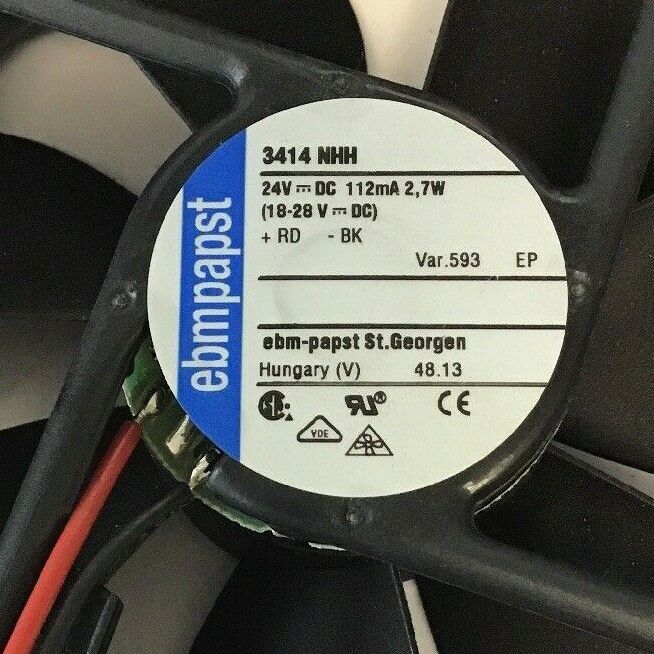 ebmpapst
3414 NHH
24V ⎓ DC 112mA 2,7W
(18-28 V ⎓ DC)
+ RD - BK
Var.593 EP
ebm-papst St.Georgen
Hungary (V) 48.13
VDE
CE